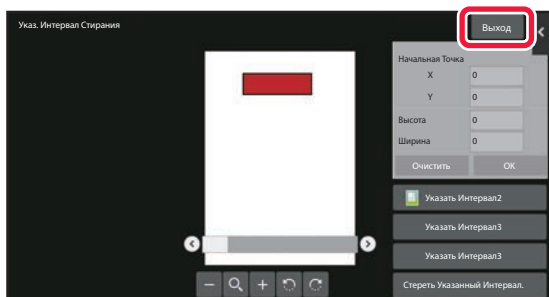 Указ. Интервал Стирания
Выход
Начальная Точка
X 0
Y 0
Высота 0
Ширина 0
Очистить OK
Указать Интервал2
Указать Интервал3
Указать Интервал3
Стереть Указанный Интервал.